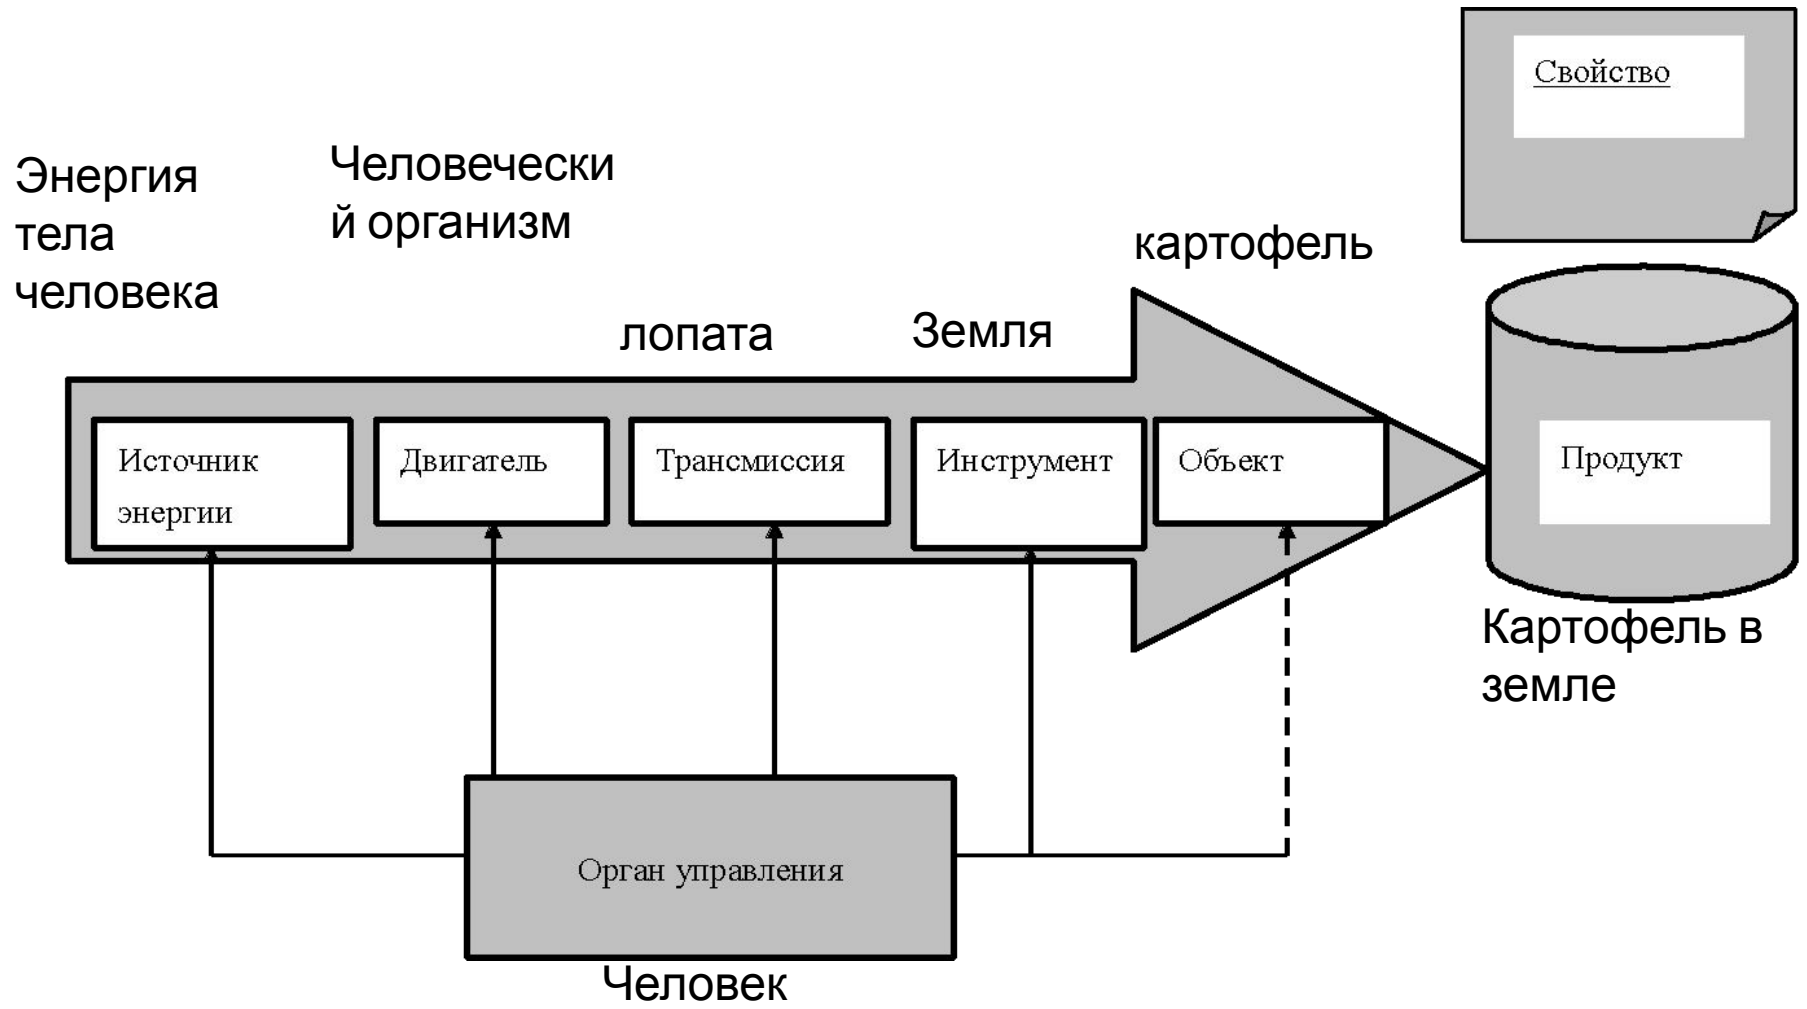 Свойство
Энергия
тела
человека
Человечески
й организм
картофель
лопата
Земля
Источник
энергии
Двигатель
Трансмиссия
Инструмент
Объект
Продукт
Картофель в
земле
Орган управления
Человек